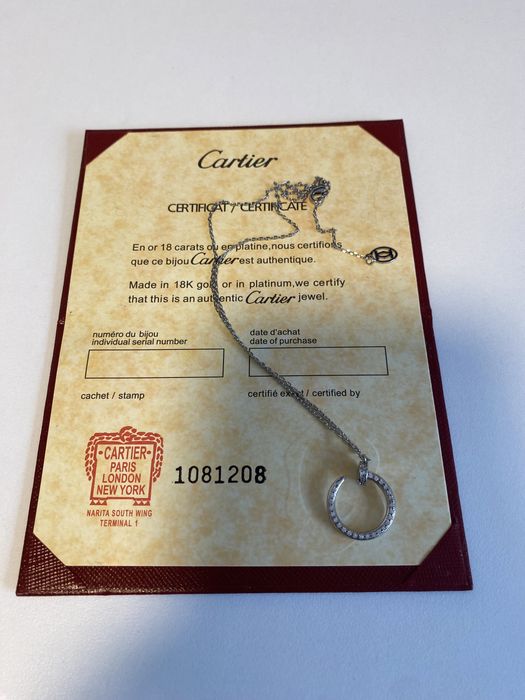 Cartier
CERTIFICAT / CERTIFICATE
En or 18 carats ou en platine,nous certifions
que ce bijou Cartier est authentique.
Made in 18K gold or in platinum,we certify
that this is an authentic Cartier jewel.
numéro du bijou
individual serial number
date d'achat
date of purchase
cachet / stamp
certifié exact / certified by
CARTIER
PARIS
LONDON
NEW YORK
NARITA SOUTH WING
TERMINAL 1
1081208